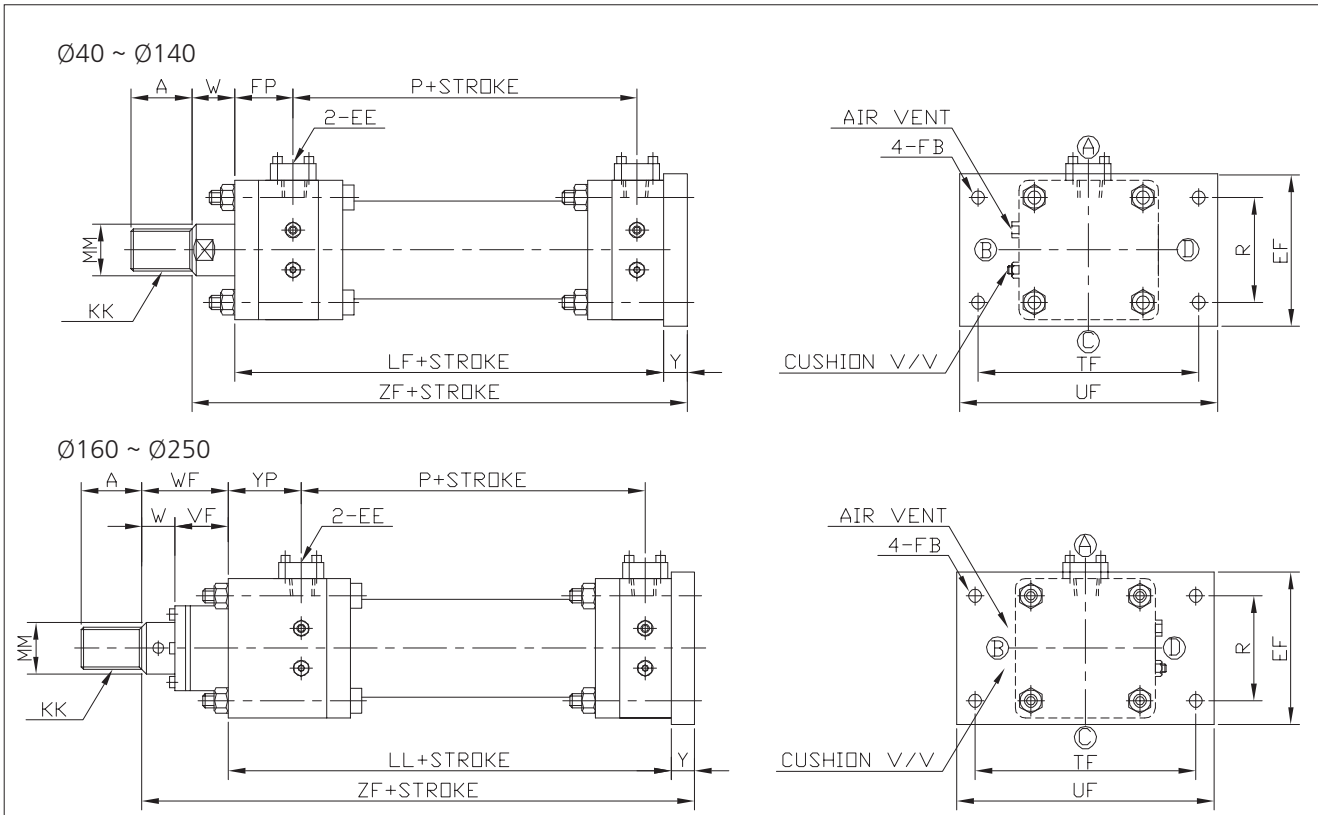 Ø40 ~ Ø140
A
W
FP
P+STROKE
2-EE
MM
KK
LF+STROKE
Y
ZF+STROKE
AIR VENT
4-FB
A
B
D
C
R
EF
CUSHION V/V
TF
UF
Ø160 ~ Ø250
A
WF
YP
P+STROKE
W
VF
2-EE
MM
KK
LL+STROKE
Y
ZF+STROKE
AIR VENT
4-FB
A
B
D
C
R
EF
CUSHION V/V
TF
UF